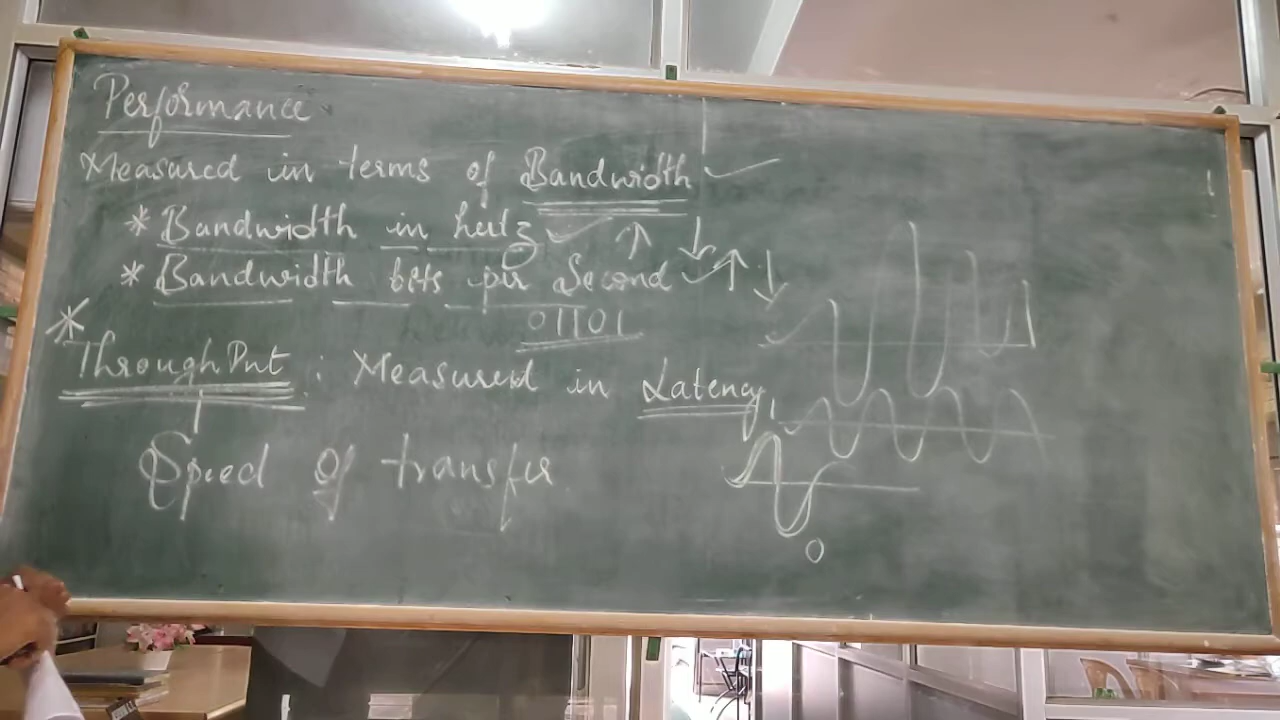 Performance
Measured in terms of Bandwidth
* Bandwidth in hertz
* Bandwidth bits per Second
01101
* ThroughPut : Measured in Latency
Speed of transfer
1
0